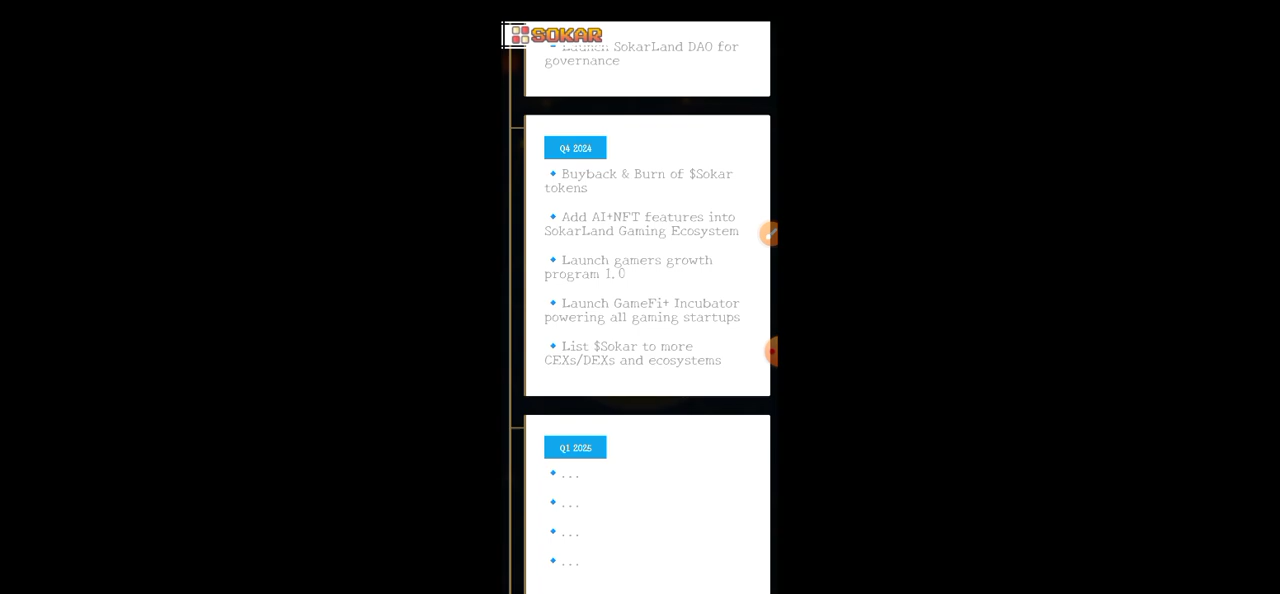 SOKAR
🔹Launch SokarLand DAO for
governance
Q4 2024
🔹Buyback & Burn of $Sokar
tokens
🔹Add AI+NFT features into
SokarLand Gaming Ecosystem
🔹Launch gamers growth
program 1.0
🔹Launch GameFi+ Incubator
powering all gaming startups
🔹List $Sokar to more
CEXs/DEXs and ecosystems
Q1 2025
🔹...
🔹...
🔹...
🔹...